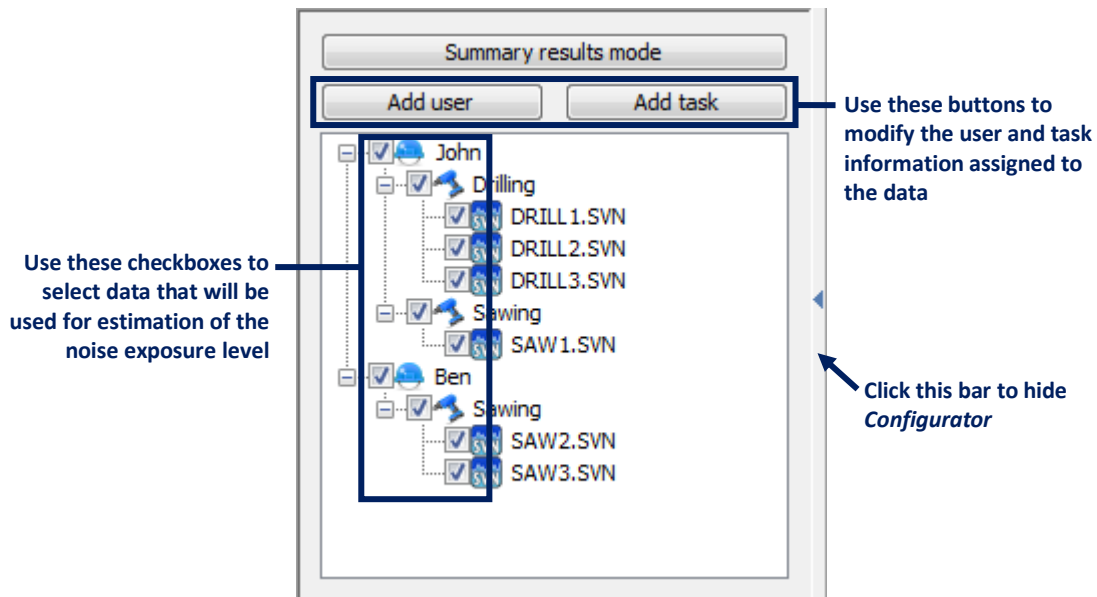 Summary results mode
Add user
Add task
Use these buttons to
modify the user and task
information assigned to
the data
John
Drilling
DRILL1.SVN
DRILL2.SVN
DRILL3.SVN
Sawing
SAW1.SVN
Ben
Sawing
SAW2.SVN
SAW3.SVN
Use these checkboxes to
select data that will be
used for estimation of the
noise exposure level
Click this bar to hide
Configurator